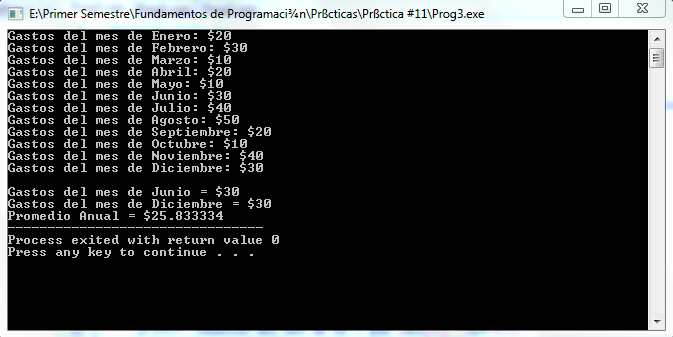 E:\Primer Semestre\Fundamentos de Programaci¾n\Prßcticas\Prßctica #11\Prog3.exe
Gastos del mes de Enero: $20
Gastos del mes de Febrero: $30
Gastos del mes de Marzo: $10
Gastos del mes de Abril: $20
Gastos del mes de Mayo: $10
Gastos del mes de Junio: $30
Gastos del mes de Julio: $40
Gastos del mes de Agosto: $50
Gastos del mes de Septiembre: $20
Gastos del mes de Octubre: $10
Gastos del mes de Noviembre: $40
Gastos del mes de Diciembre: $30
Gastos del mes de Junio = $30
Gastos del mes de Diciembre = $30
Promedio Anual = $25.833334
--------------------------------
Process exited with return value 0
Press any key to continue . . .